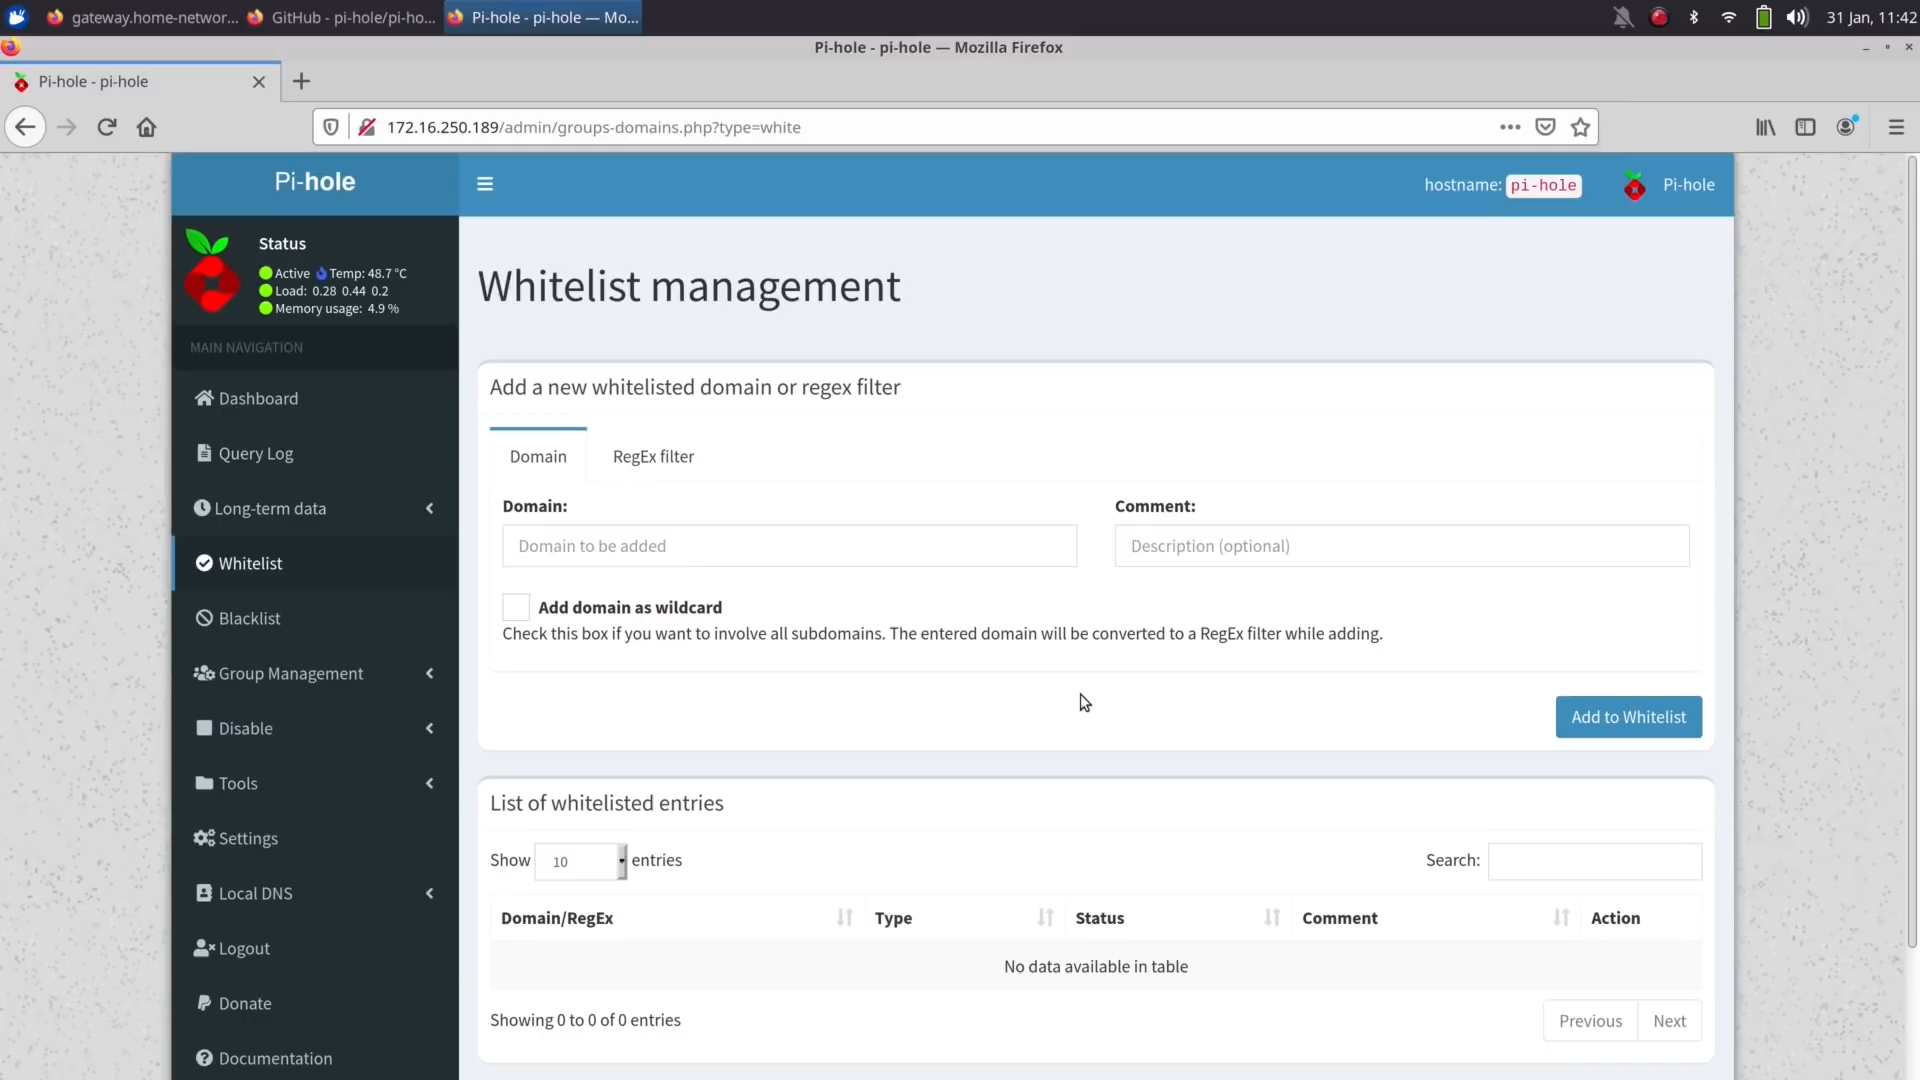 gateway.home-networ...
GitHub - pi-hole/pi-ho...
Pi-hole - pi-hole — Mo...
31 Jan, 11:42
Pi-hole - pi-hole — Mozilla Firefox
Pi-hole - pi-hole
172.16.250.189/admin/groups-domains.php?type=white
Pi-hole
hostname: pi-hole
Pi-hole
Status
Active Temp: 48.7 °C
Load: 0.28 0.44 0.2
Memory usage: 4.9 %
MAIN NAVIGATION
Dashboard
Query Log
Long-term data
Whitelist
Blacklist
Group Management
Disable
Tools
Settings
Local DNS
Logout
Donate
Documentation
Whitelist management
Add a new whitelisted domain or regex filter
Domain RegEx filter
Domain: Comment:
Domain to be added Description (optional)
Add domain as wildcard
Check this box if you want to involve all subdomains. The entered domain will be converted to a RegEx filter while adding.
Add to Whitelist
List of whitelisted entries
Show 10 entries Search:
Domain/RegEx Type Status Comment Action
No data available in table
Showing 0 to 0 of 0 entries Previous Next